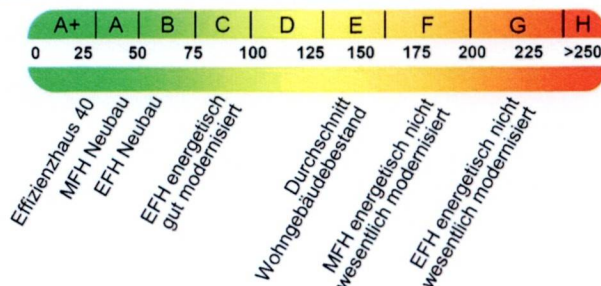 A+ A B C D E F G H
0 25 50 75 100 125 150 175 200 225 >250
Effizienzhaus 40
MFH Neubau
EFH Neubau
EFH energetisch
gut modernisiert
Durchschnitt
Wohngebäudebestand
MFH energetisch nicht
wesentlich modernisiert
EFH energetisch nicht
wesentlich modernisiert